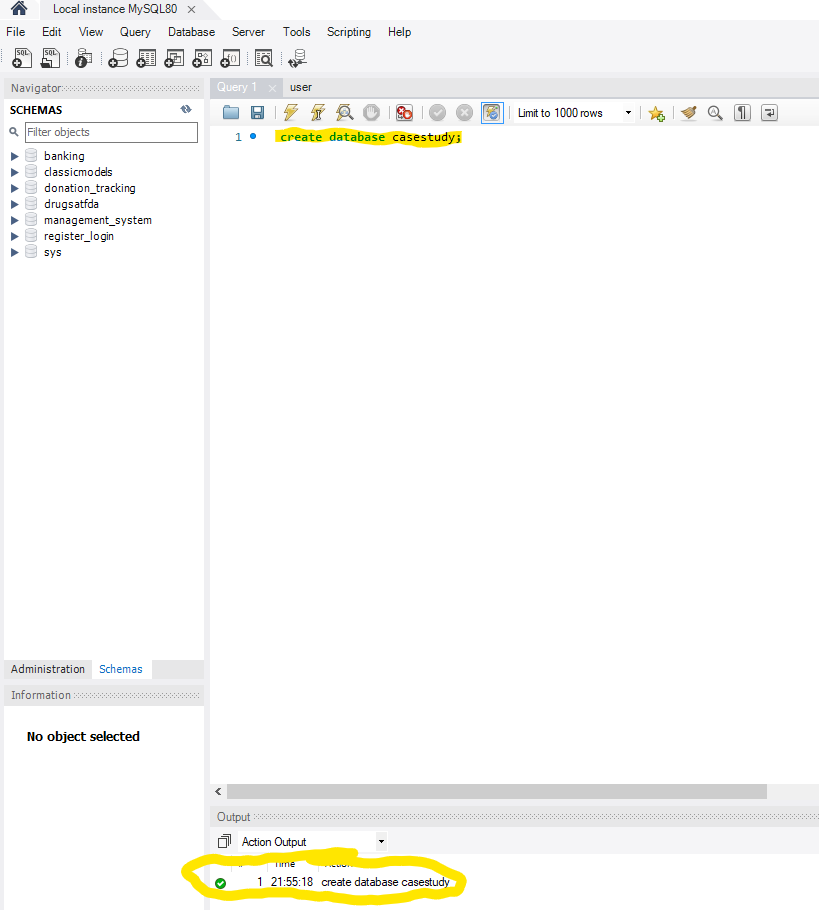 Local instance MySQL80
File Edit View Query Database Server Tools Scripting Help
SQL SQL
Navigator
SCHEMAS
Filter objects
banking
classicmodels
donation_tracking
drugsatfda
management_system
register_login
sys
Administration Schemas
Information
No object selected
Query 1 user
Limit to 1000 rows
1 create database casestudy;
Output
Action Output
Time Action
1 21:55:18 create database casestudy